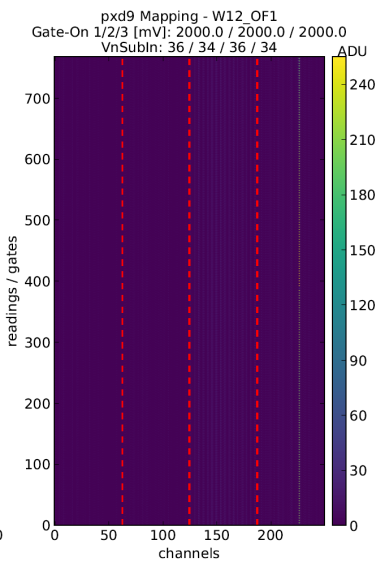 pxd9 Mapping - W12_OF1
Gate-On 1/2/3 [mV]: 2000.0 / 2000.0 / 2000.0
VnSubIn: 36 / 34 / 36 / 34
ADU
240
210
180
150
120
90
60
30
0
readings / gates
700
600
500
400
300
200
100
0
0
0 50 100 150 200
channels